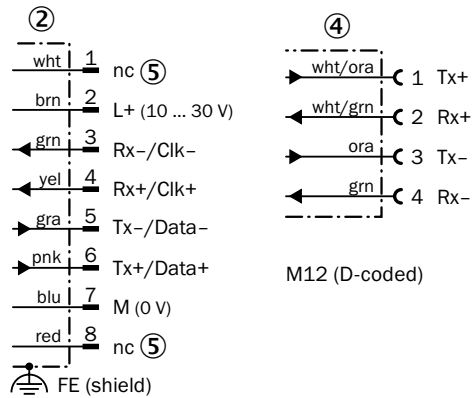 ②
wht 1 nc ⑤
brn 2 L+ (10 ... 30 V)
grn 3 Rx–/Clk–
yel 4 Rx+/Clk+
gra 5 Tx–/Data–
pnk 6 Tx+/Data+
blu 7 M (0 V)
red 8 nc ⑤
FE (shield)
④
wht/ora 1 Tx+
wht/grn 2 Rx+
ora 3 Tx–
grn 4 Rx–
M12 (D-coded)